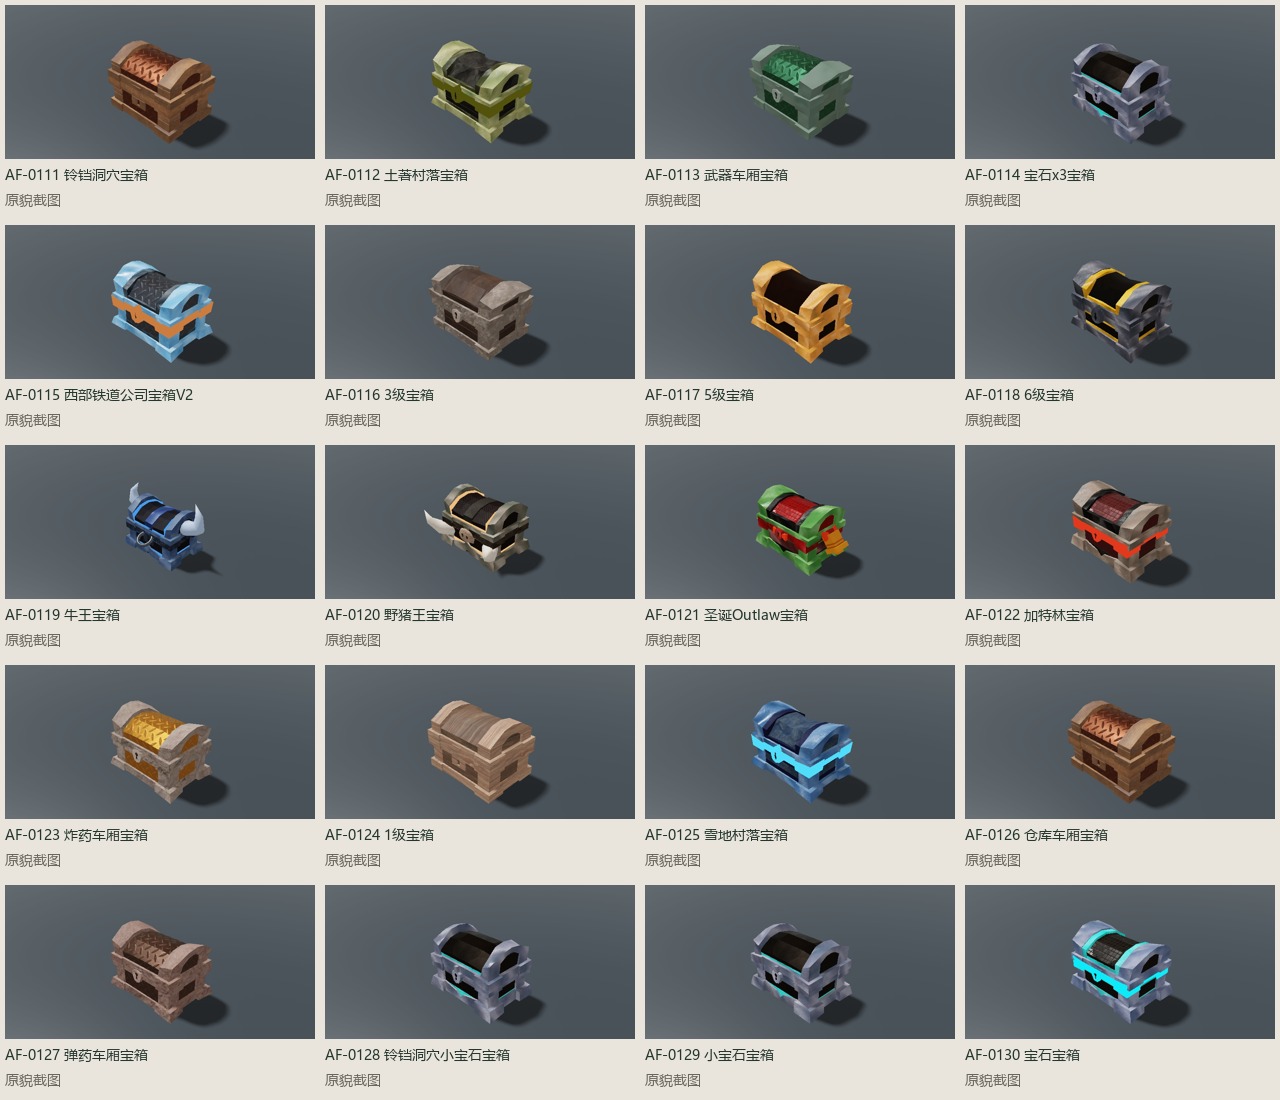 AF-0111 铃铛洞穴宝箱
原貌截图
AF-0112 土著村落宝箱
原貌截图
AF-0113 武器车厢宝箱
原貌截图
AF-0114 宝石x3宝箱
原貌截图
AF-0115 西部铁道公司宝箱V2
原貌截图
AF-0116 3级宝箱
原貌截图
AF-0117 5级宝箱
原貌截图
AF-0118 6级宝箱
原貌截图
AF-0119 牛王宝箱
原貌截图
AF-0120 野猪王宝箱
原貌截图
AF-0121 圣诞Outlaw宝箱
原貌截图
AF-0122 加特林宝箱
原貌截图
AF-0123 炸药车厢宝箱
原貌截图
AF-0124 1级宝箱
原貌截图
AF-0125 雪地村落宝箱
原貌截图
AF-0126 仓库车厢宝箱
原貌截图
AF-0127 弹药车厢宝箱
原貌截图
AF-0128 铃铛洞穴小宝石宝箱
原貌截图
AF-0129 小宝石宝箱
原貌截图
AF-0130 宝石宝箱
原貌截图